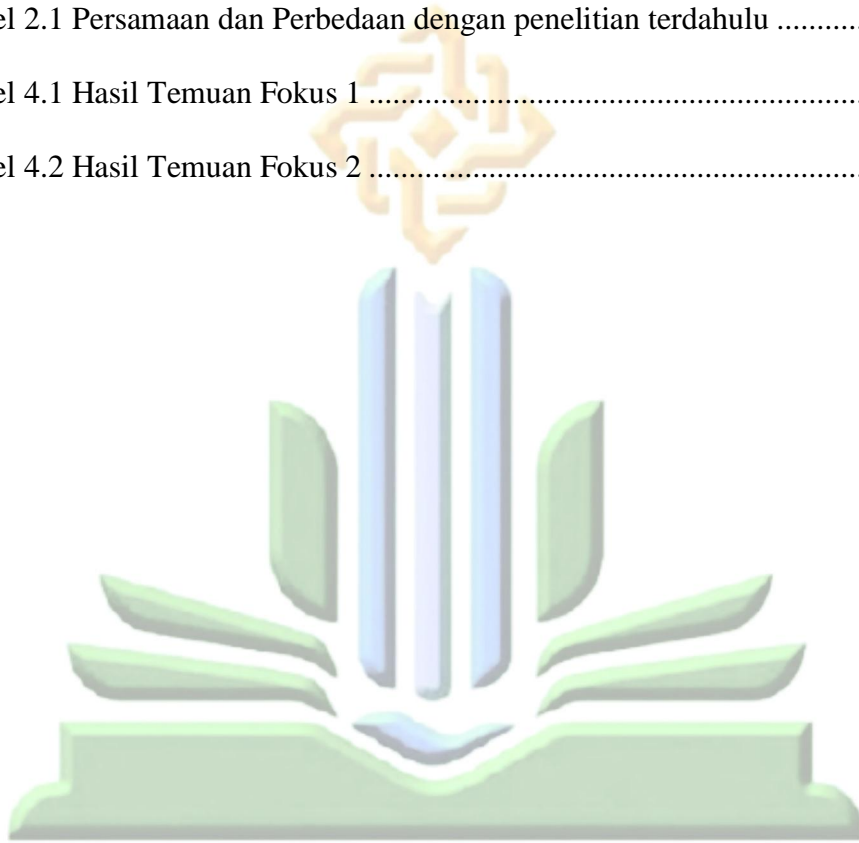 el 2.1 Persamaan dan Perbedaan dengan penelitian terdahulu ...........
el 4.1 Hasil Temuan Fokus 1 ..............................................................
el 4.2 Hasil Temuan Fokus 2 ..............................................................